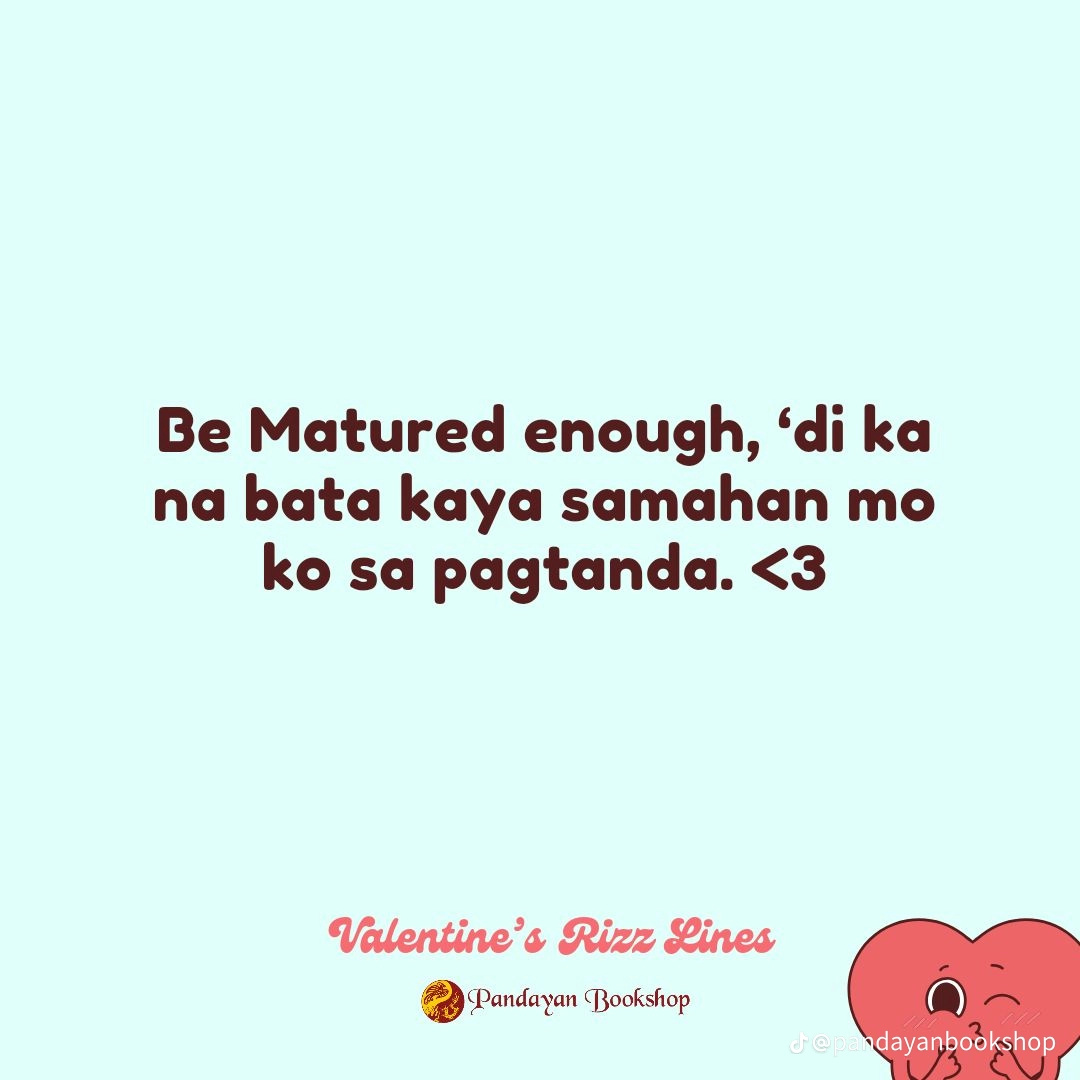 Be Matured enough, ‘di ka
na bata kaya samahan mo
ko sa pagtanda. <3
Valentine’s Rizz Lines
Pandayan Bookshop
@pandayanbookshop